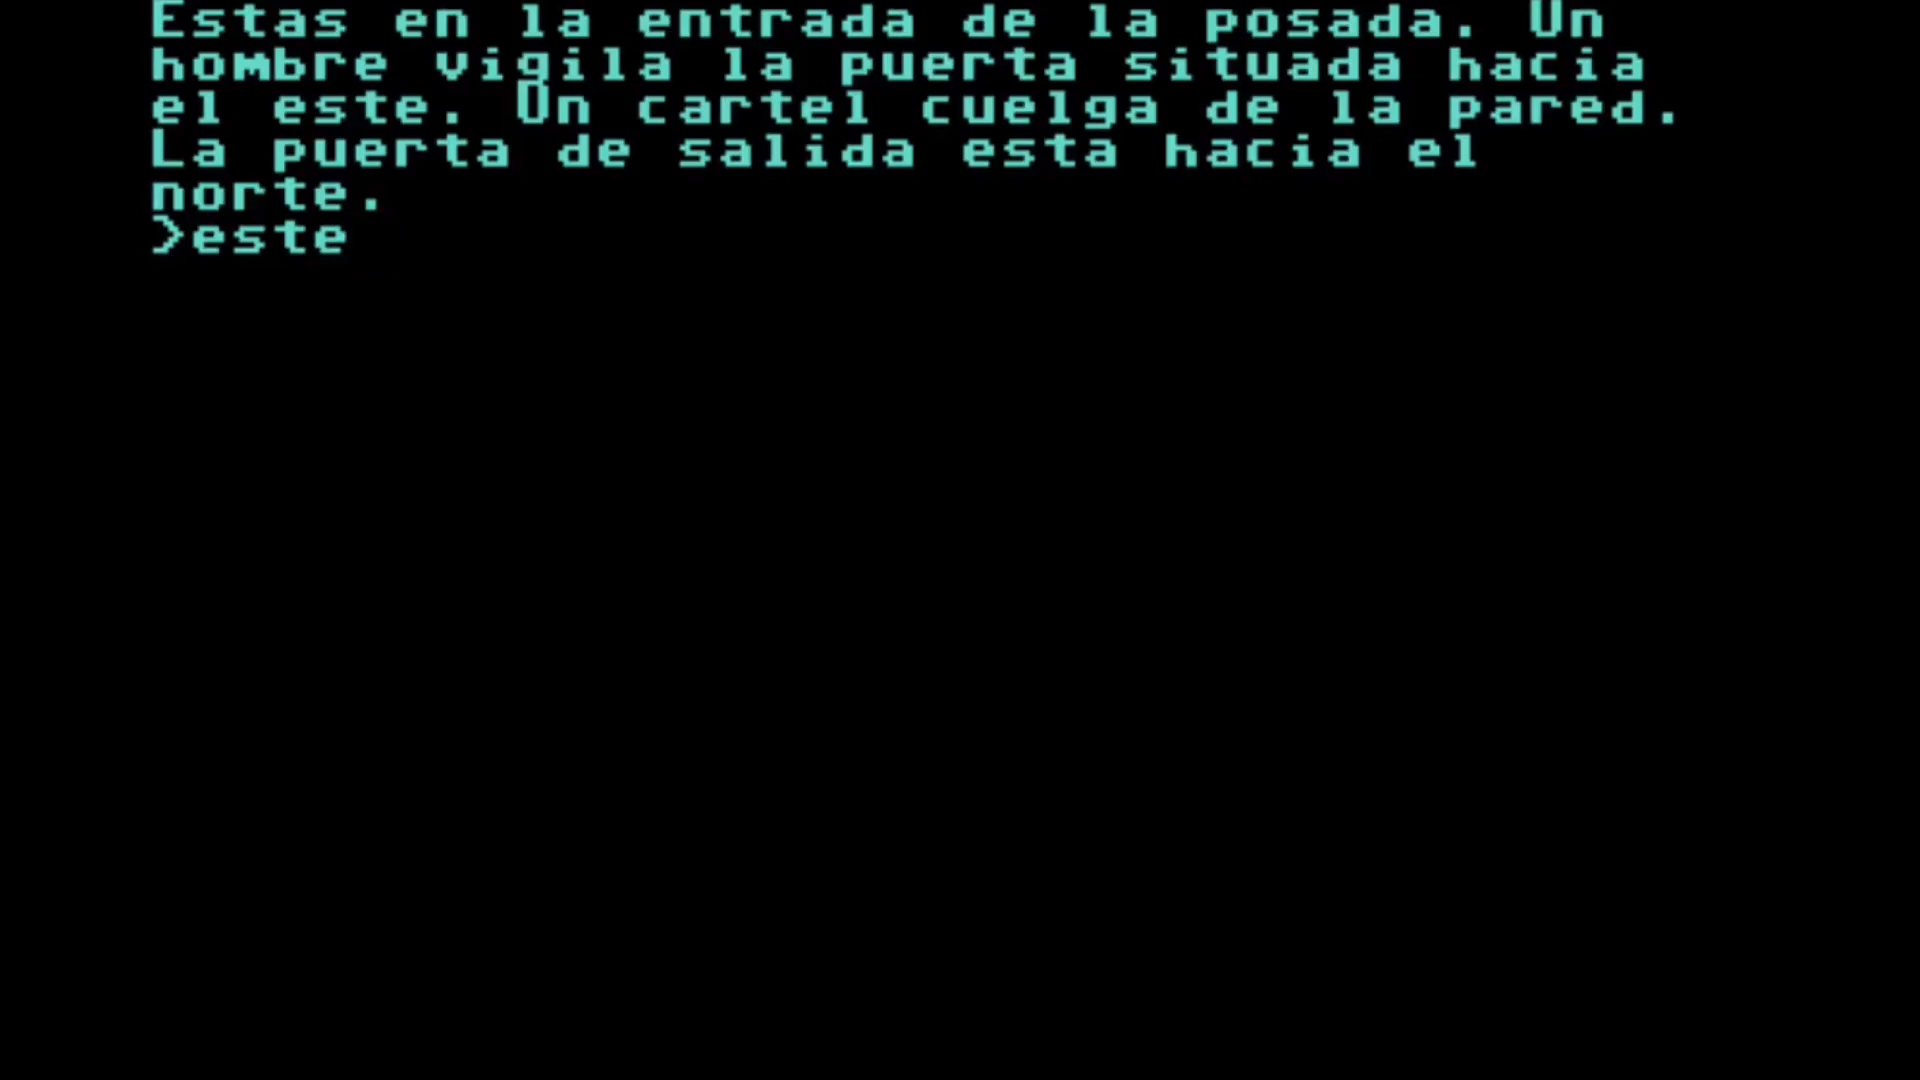 Estas en la entrada de la posada. Un
hombre vigila la puerta situada hacia
el este. Un cartel cuelga de la pared.
La puerta de salida esta hacia el
norte.
>este